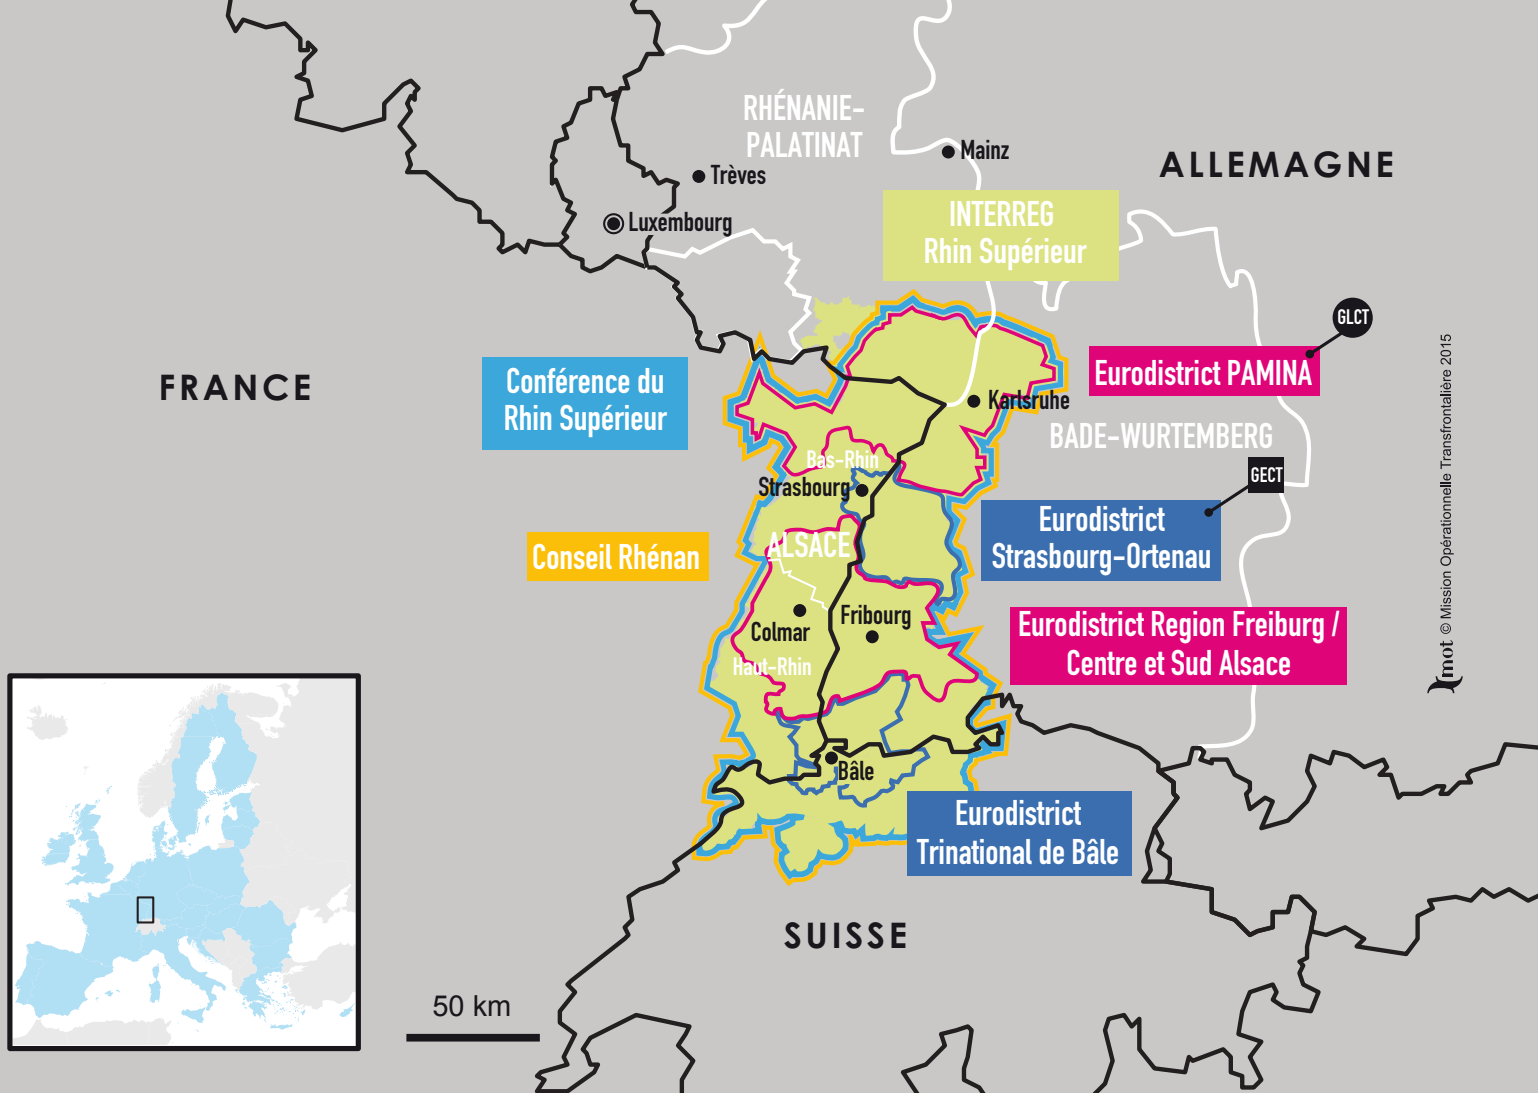 RHÉNANIE-
PALATINAT
Mainz
ALLEMAGNE
Trèves
Luxembourg
INTERREG
Rhin Supérieur
GLCT
Eurodistrict PAMINA
FRANCE
Conférence du
Rhin Supérieur
Karlsruhe
BADE-WURTEMBERG
Bas-Rhin
GECT
Strasbourg
Eurodistrict
Strasbourg-Ortenau
ALSACE
Conseil Rhénan
Fribourg
Colmar
Eurodistrict Region Freiburg /
Centre et Sud Alsace
Haut-Rhin
Bâle
Eurodistrict
Trinational de Bâle
SUISSE
50 km
mot © Mission Opérationnelle Transfrontalière 2015